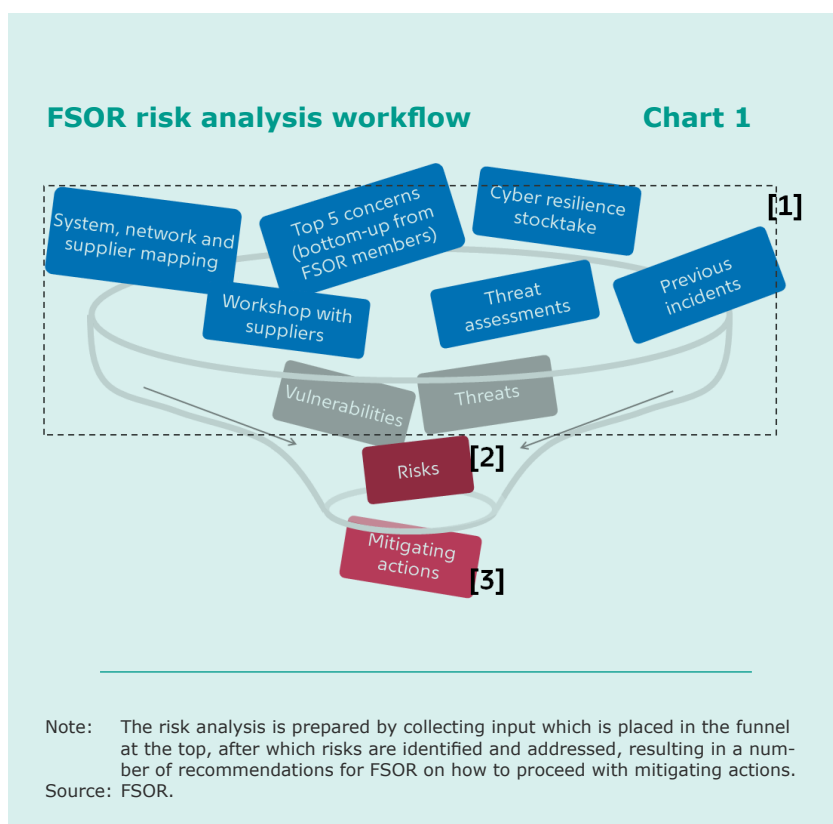 FSOR risk analysis workflow
Chart 1
[1]
System, network and
supplier mapping
Top 5 concerns
(bottom-up from
FSOR members)
Cyber resilience
stocktake
Workshop with
suppliers
Threat
assessments
Previous
incidents
Vulnerabilities
Threats
Risks
[2]
Mitigating
actions
[3]
Note: The risk analysis is prepared by collecting input which is placed in the funnel
at the top, after which risks are identified and addressed, resulting in a num-
ber of recommendations for FSOR on how to proceed with mitigating actions.
Source: FSOR.